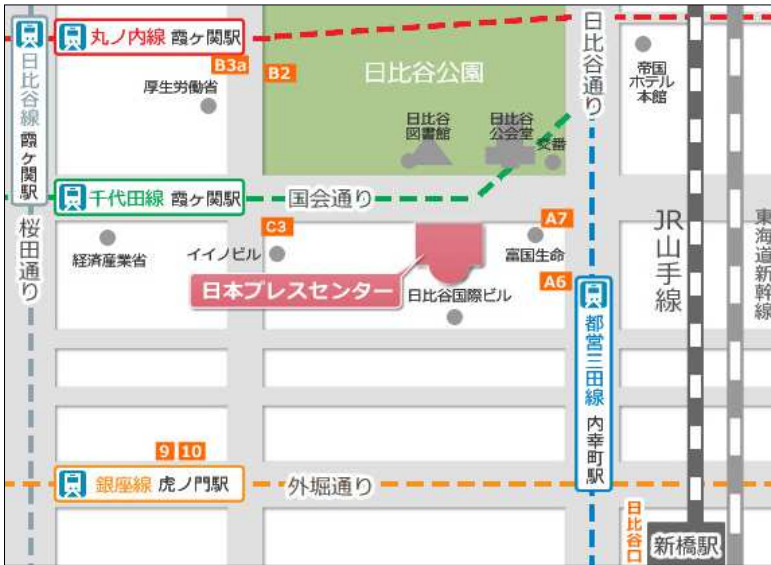 日比谷線 霞ヶ関駅
丸ノ内線 霞ヶ関駅
B3a
B2
厚生労働省
日比谷公園
日比谷
図書館
日比谷
公会堂
交番
日比谷通り
帝国
ホテル
本館
千代田線 霞ヶ関駅
国会通り
桜田通り
経済産業省
イイノビル
C3
日本プレスセンター
A7
富国生命
A6
日比谷国際ビル
都営三田線 内幸町駅
JR山手線
東海道新幹線
9 10
銀座線 虎ノ門駅
外堀通り
日比谷口
新橋駅